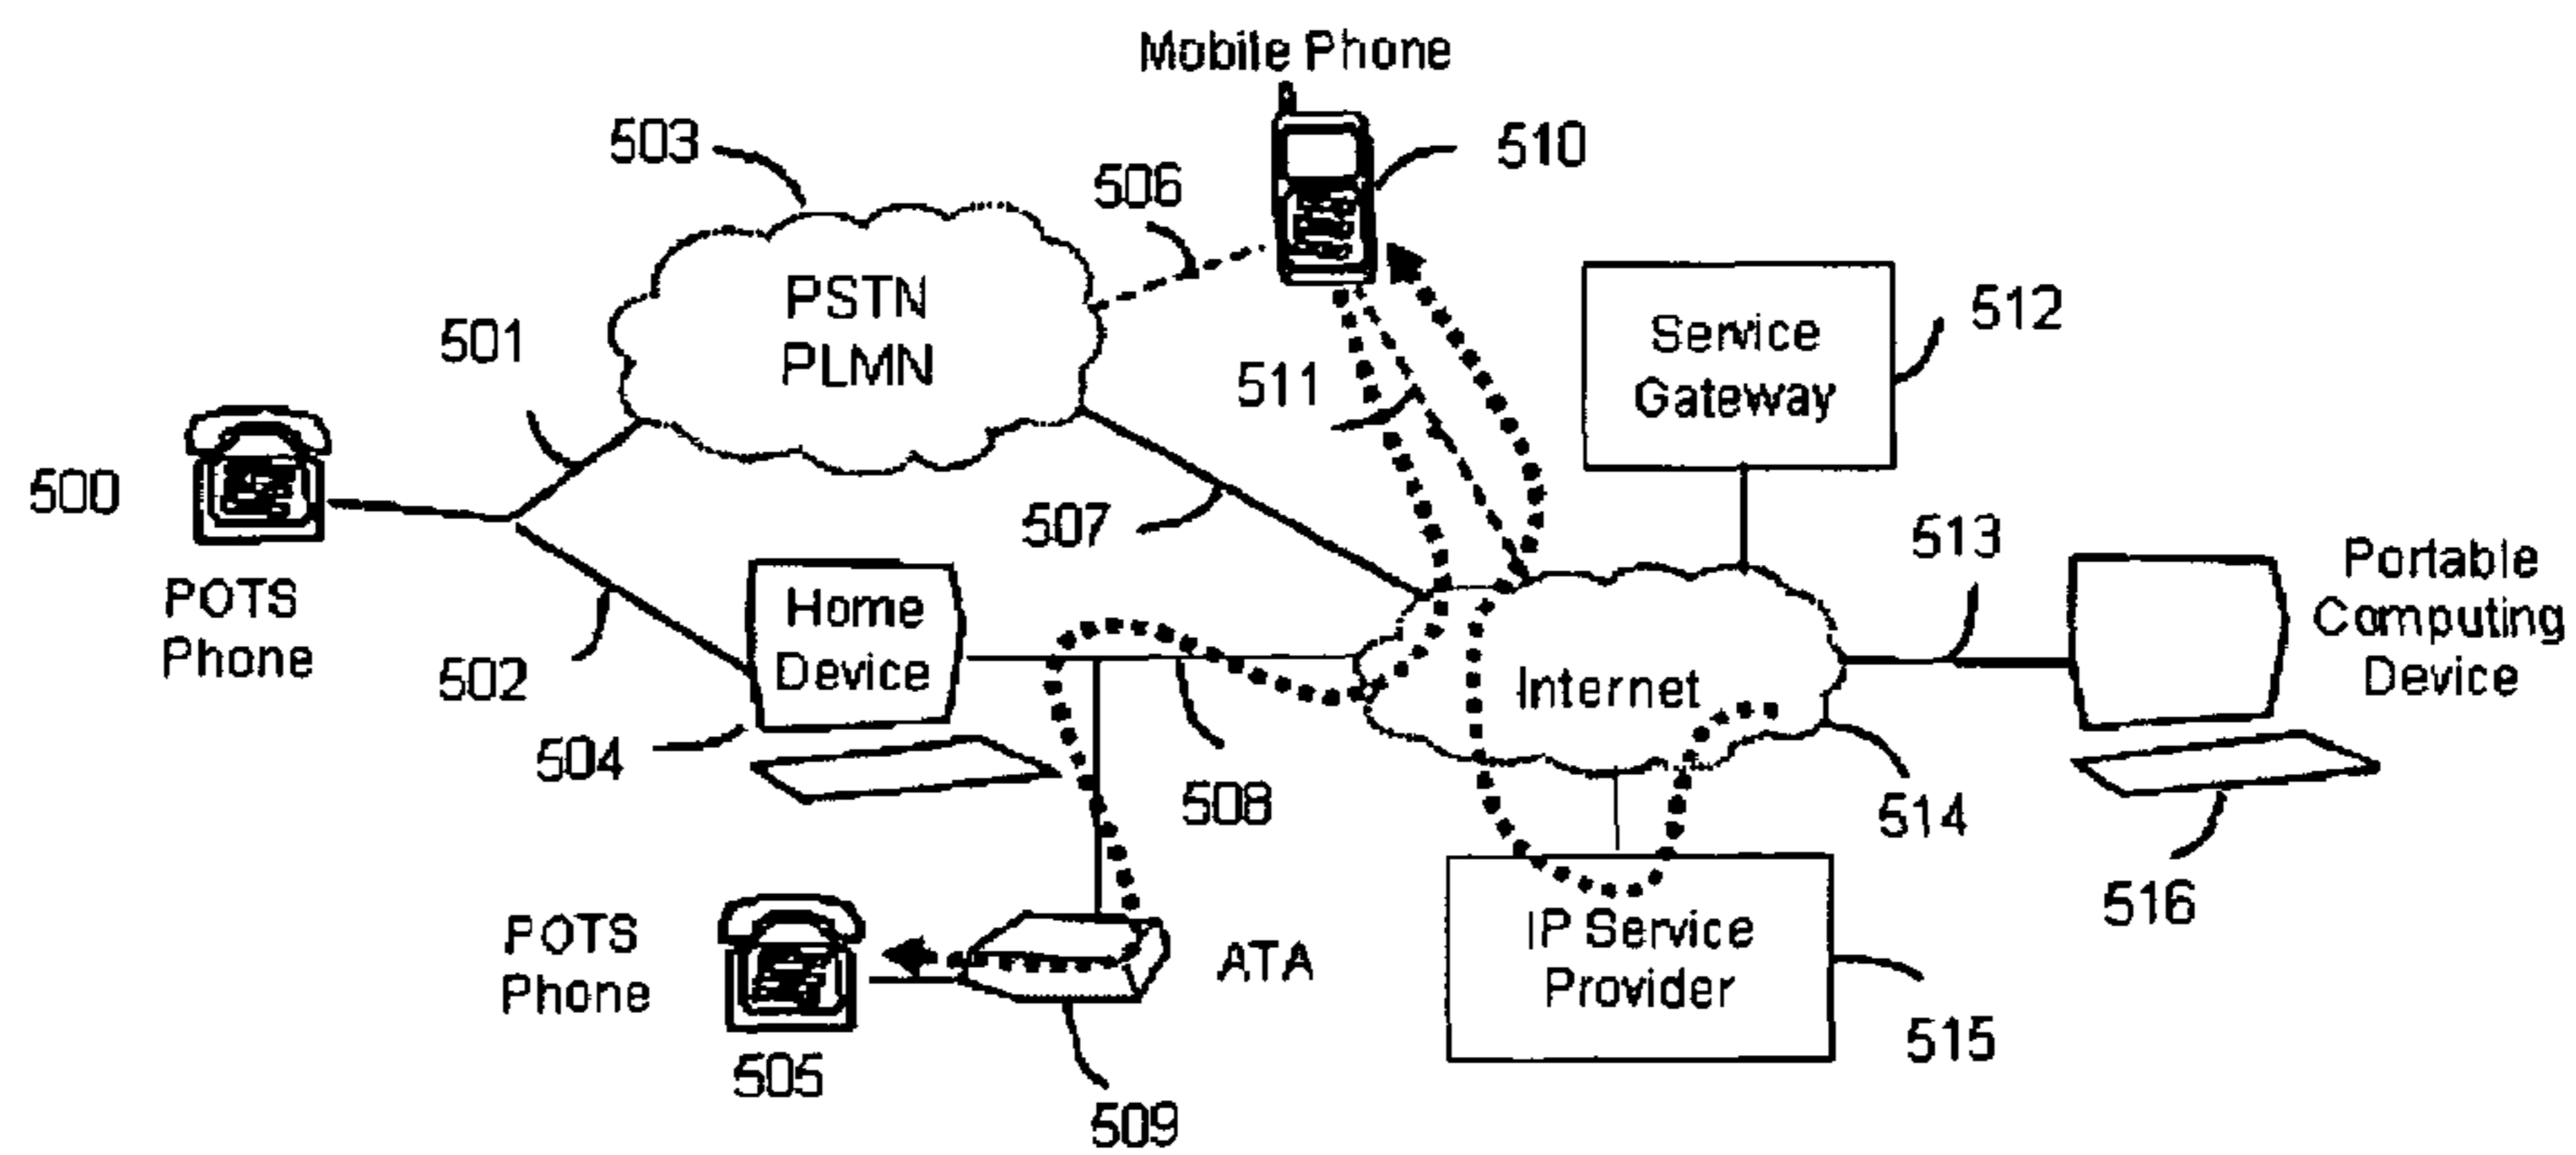 Mobile Phone
503
510
506
512
PSTN
PLMN
Service
Gateway
501
511
500
507
513
Portable
Computing
Device
POTS
Phone
Home
Device
502
Internet
504
508
514
516
POTS
Phone
ATA
IP Service
Provider
505
509
515